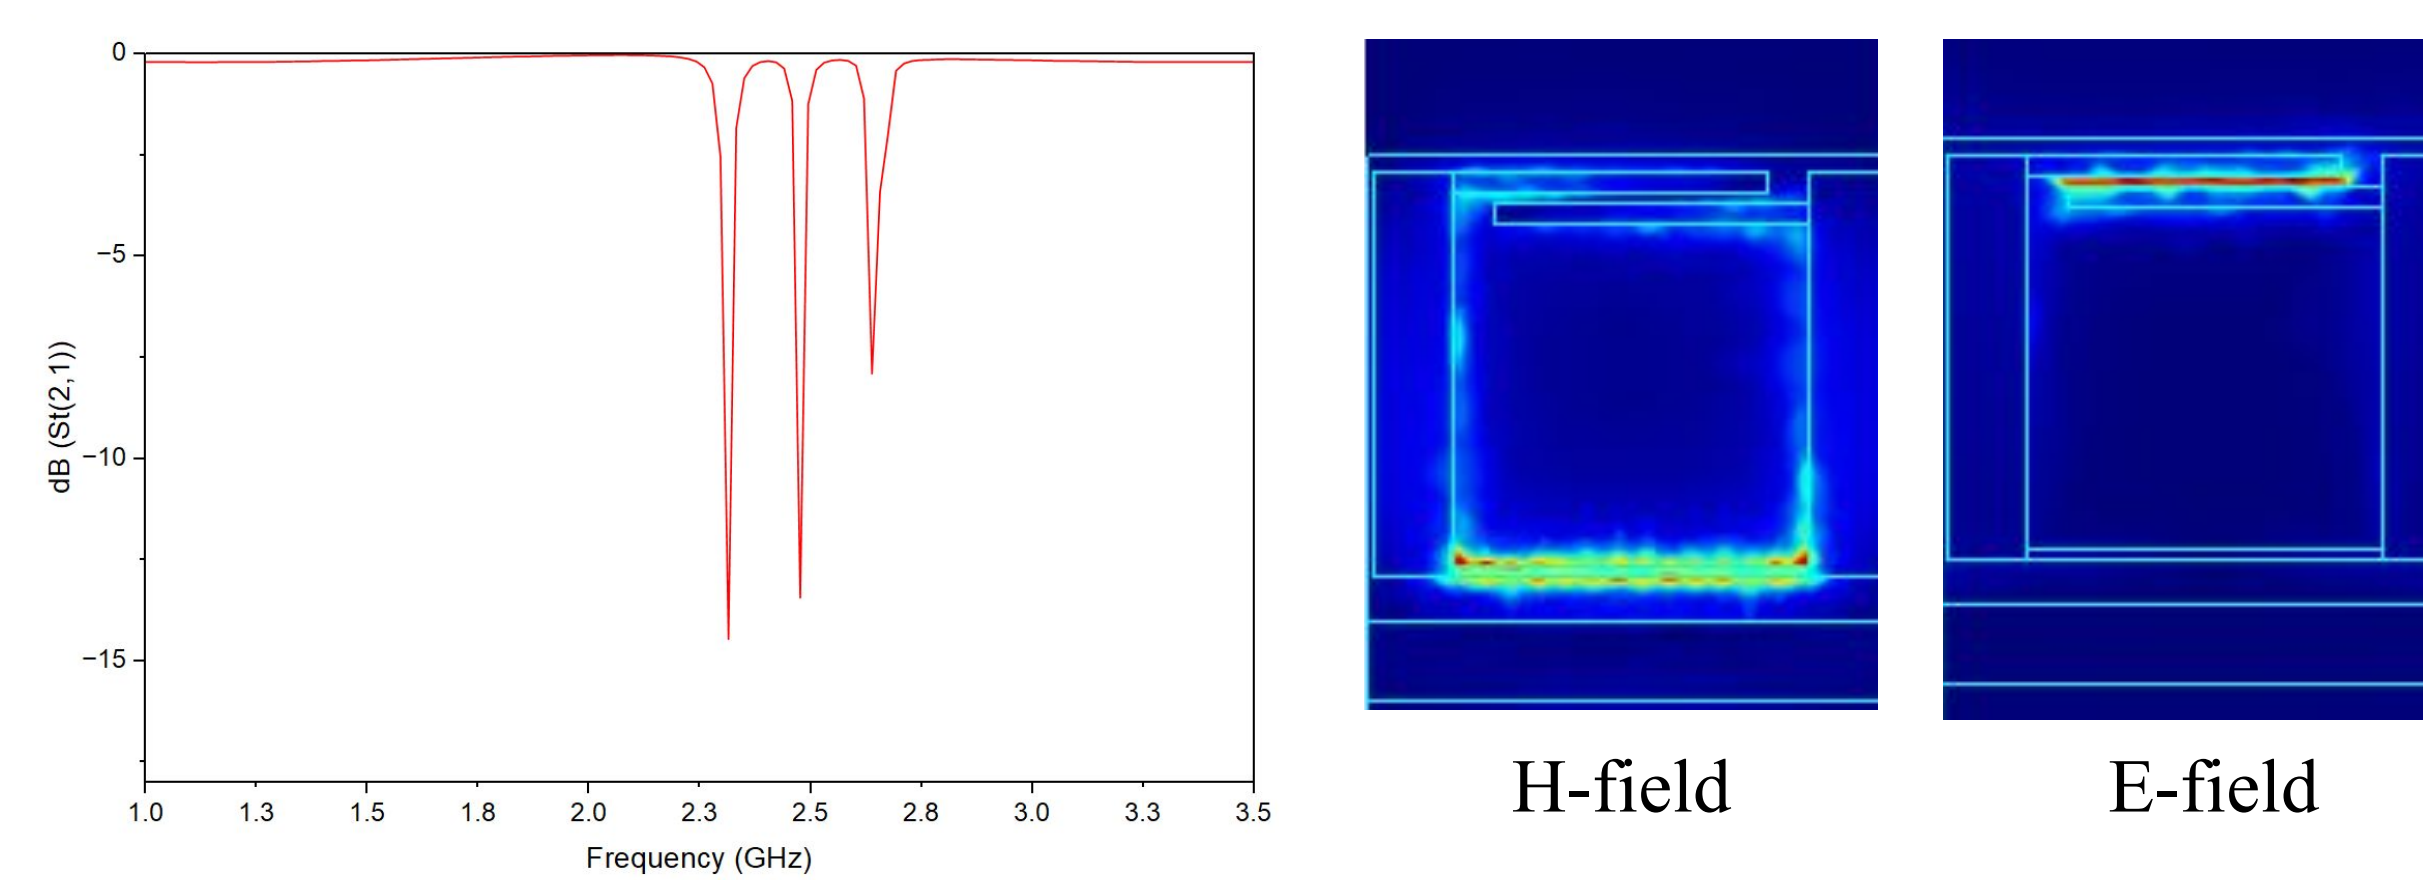 0
−5
−10
−15
dB (St(2,1))
1.0 1.3 1.5 1.8 2.0 2.3 2.5 2.8 3.0 3.3 3.5
Frequency (GHz)
H-field
E-field